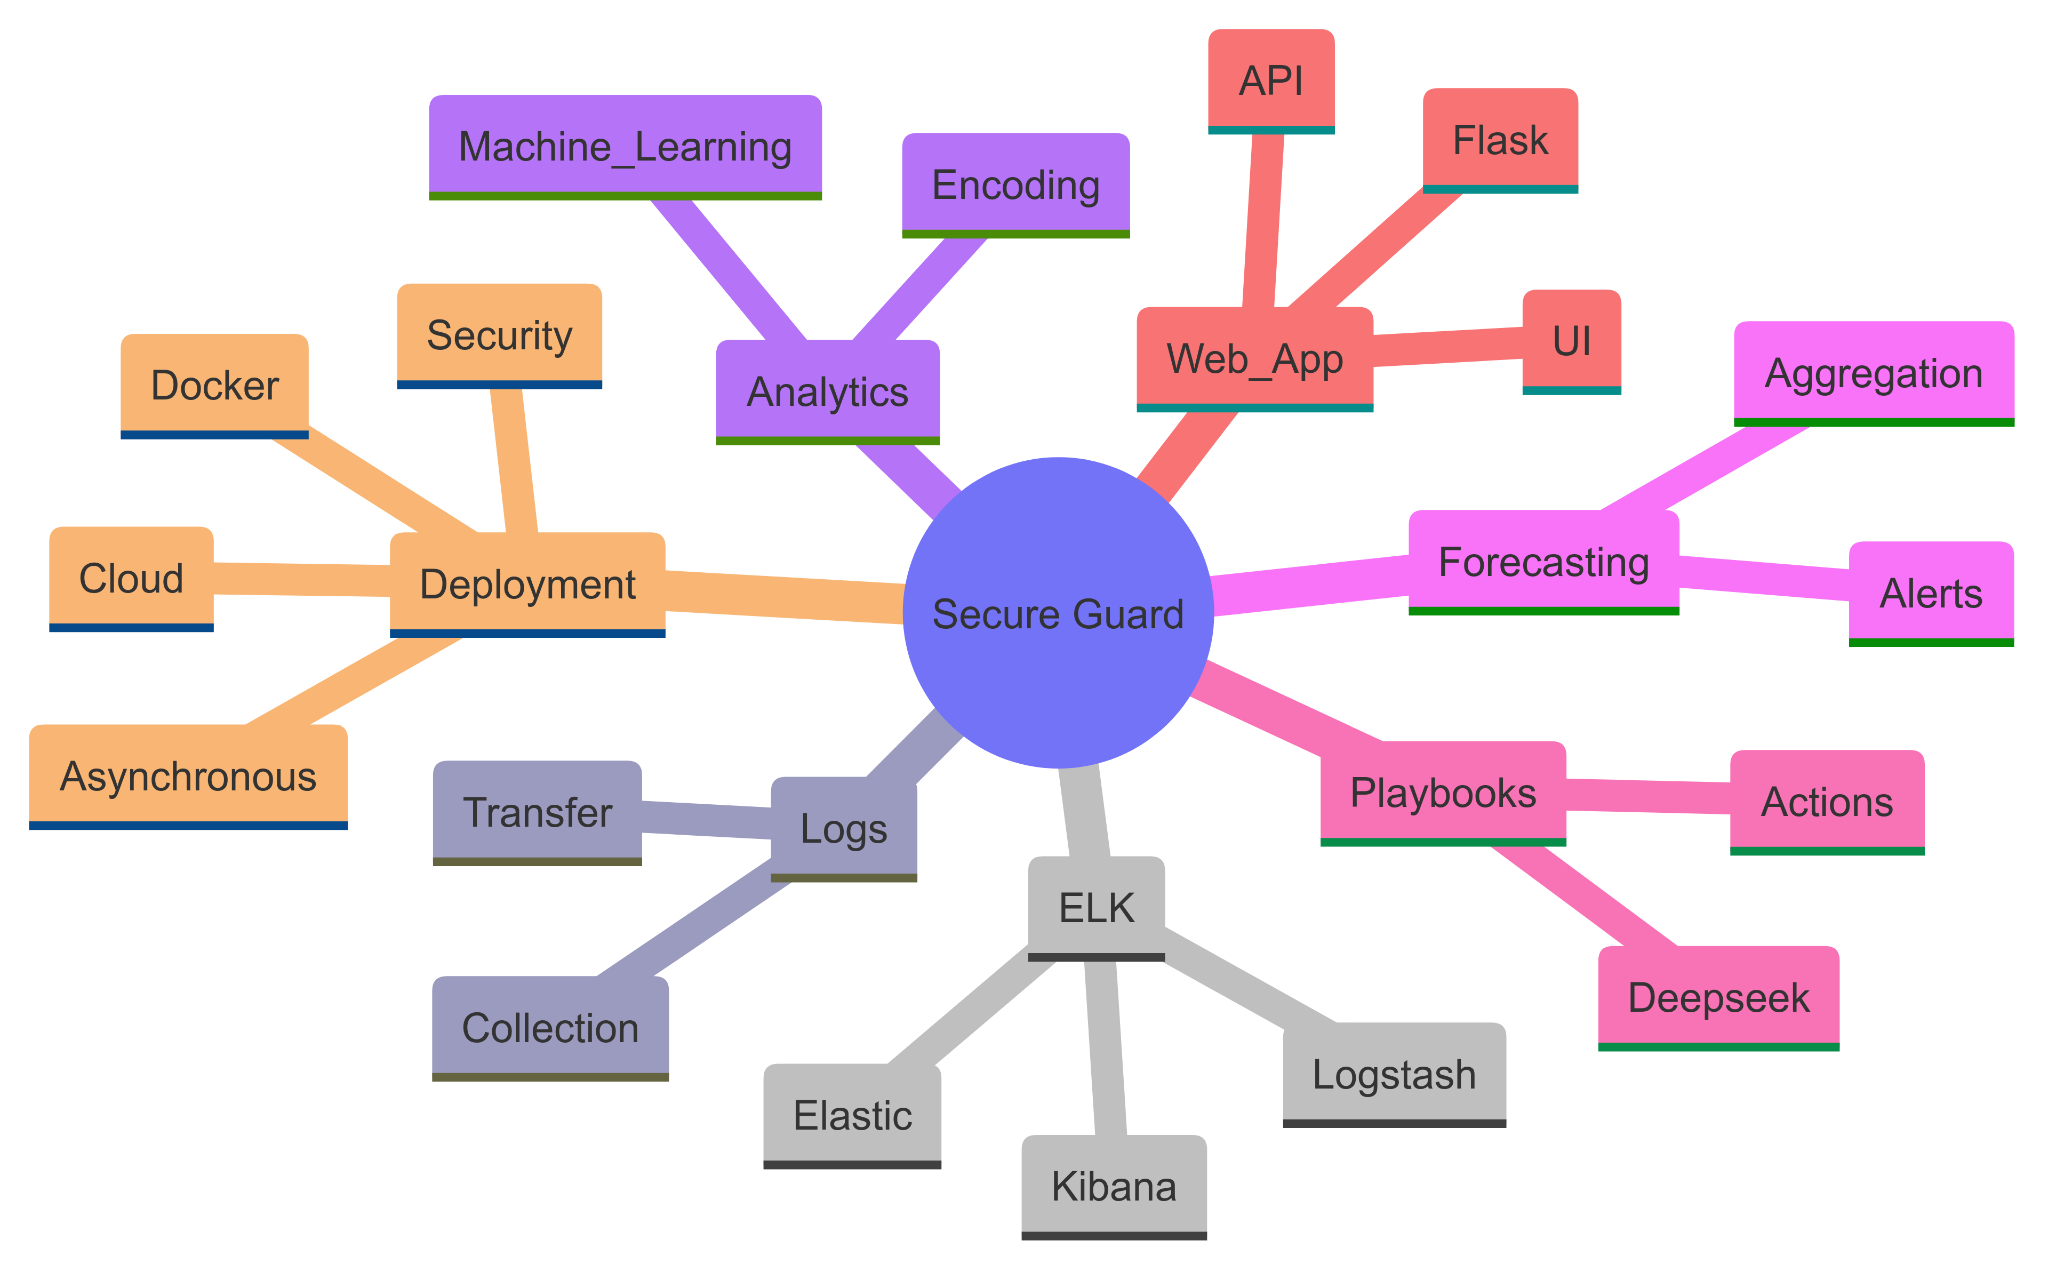 API
Flask
Machine_Learning
Encoding
Security
UI
Web_App
Aggregation
Docker
Analytics
Forecasting
Cloud
Deployment
Alerts
Secure Guard
Asynchronous
Playbooks
Actions
Transfer
Logs
ELK
Deepseek
Collection
Logstash
Elastic
Kibana